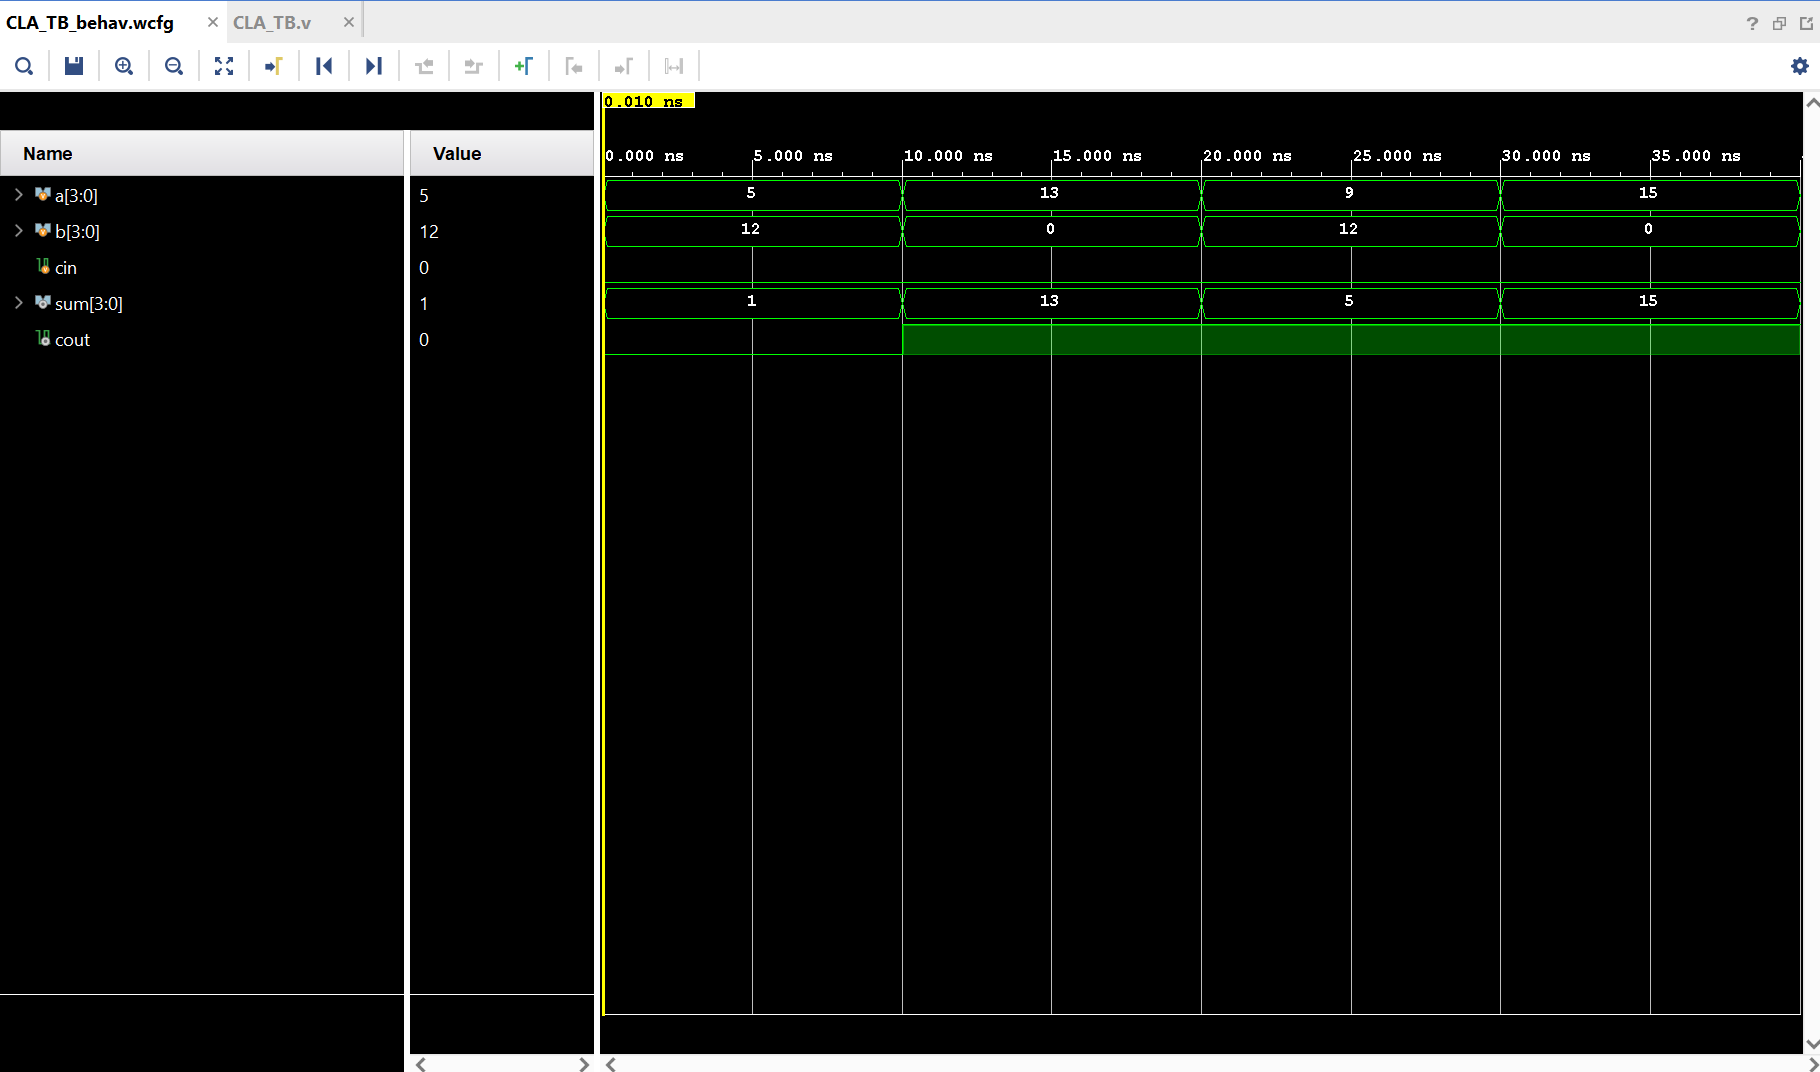 CLA_TB_behav.wcfg × CLA_TB.v ×
?
0.010 ns
Name Value
0.000 ns 5.000 ns 10.000 ns 15.000 ns 20.000 ns 25.000 ns 30.000 ns 35.000 ns
a[3:0] 5 5 13 9 15
b[3:0] 12 12 0 12 0
cin 0
sum[3:0] 1 1 13 5 15
cout 0